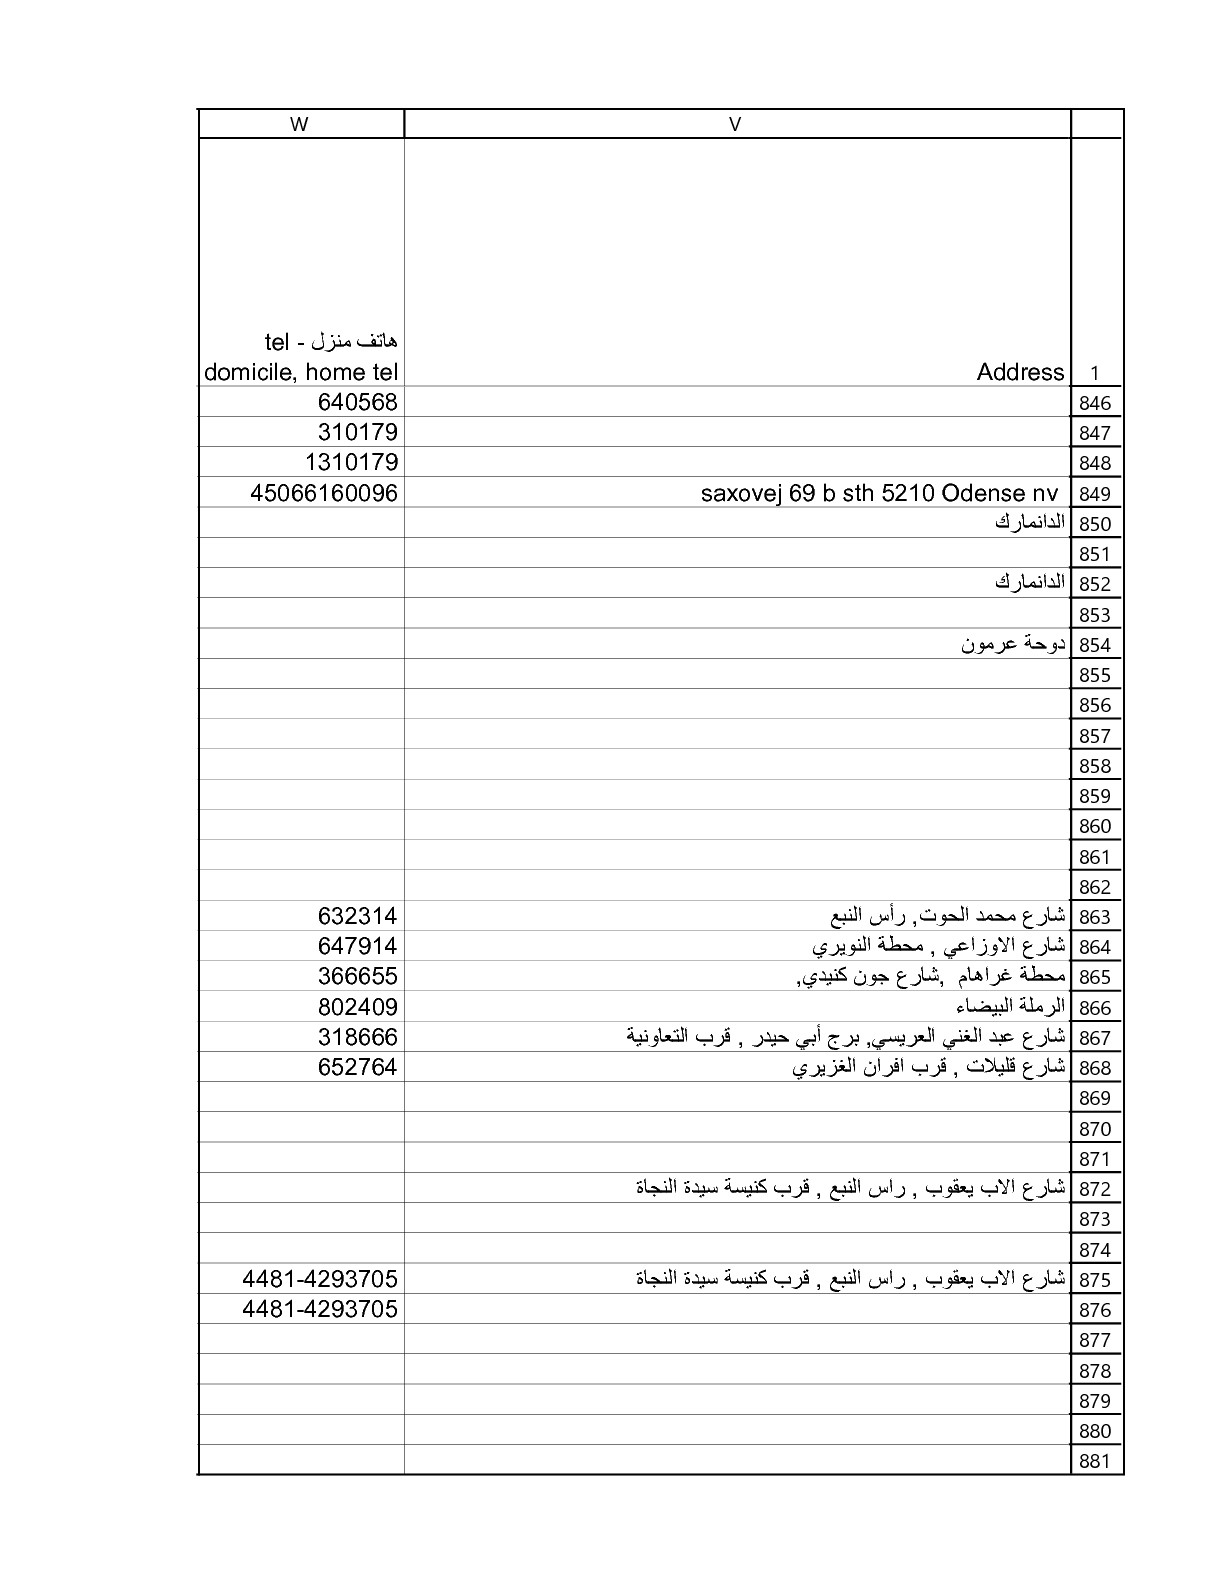 V W
1 Address هاتف منزل - tel
domicile, home tel
846 640568
847 310179
848 1310179
849 saxovej 69 b sth 5210 Odense nv 45066160096
850 الدانمارك
851
852 الدانمارك
853
854 دوحة عرمون
855
856
857
858
859
860
861
862
863 شارع محمد الحوت, رأس النبع 632314
864 شارع الاوزاعي , محطة النويري 647914
865 محطة غراهام ,شارع جون كنيدي, 366655
866 الرملة البيضاء 802409
867 شارع عبد الغني العريسي, برج أبي حيدر , قرب التعاونية 318666
868 شارع قليلات , قرب افران الغزيري 652764
869
870
871
872 شارع الاب يعقوب , راس النبع , قرب كنيسة سيدة النجاة
873
874
875 شارع الاب يعقوب , راس النبع , قرب كنيسة سيدة النجاة 4481-4293705
876 4481-4293705
877
878
879
880
881